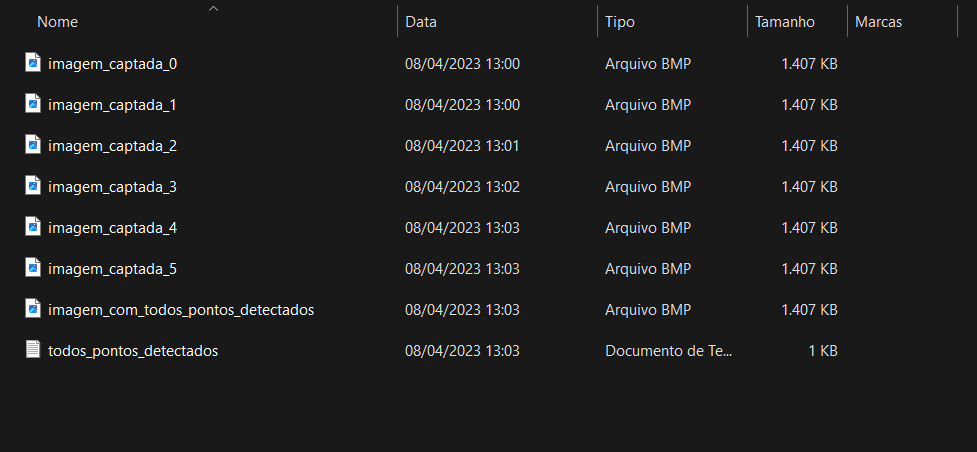 Nome Data Tipo Tamanho Marcas
imagem_captada_0 08/04/2023 13:00 Arquivo BMP 1.407 KB
imagem_captada_1 08/04/2023 13:00 Arquivo BMP 1.407 KB
imagem_captada_2 08/04/2023 13:01 Arquivo BMP 1.407 KB
imagem_captada_3 08/04/2023 13:02 Arquivo BMP 1.407 KB
imagem_captada_4 08/04/2023 13:03 Arquivo BMP 1.407 KB
imagem_captada_5 08/04/2023 13:03 Arquivo BMP 1.407 KB
imagem_com_todos_pontos_detectados 08/04/2023 13:03 Arquivo BMP 1.407 KB
todos_pontos_detectados 08/04/2023 13:03 Documento de Te... 1 KB